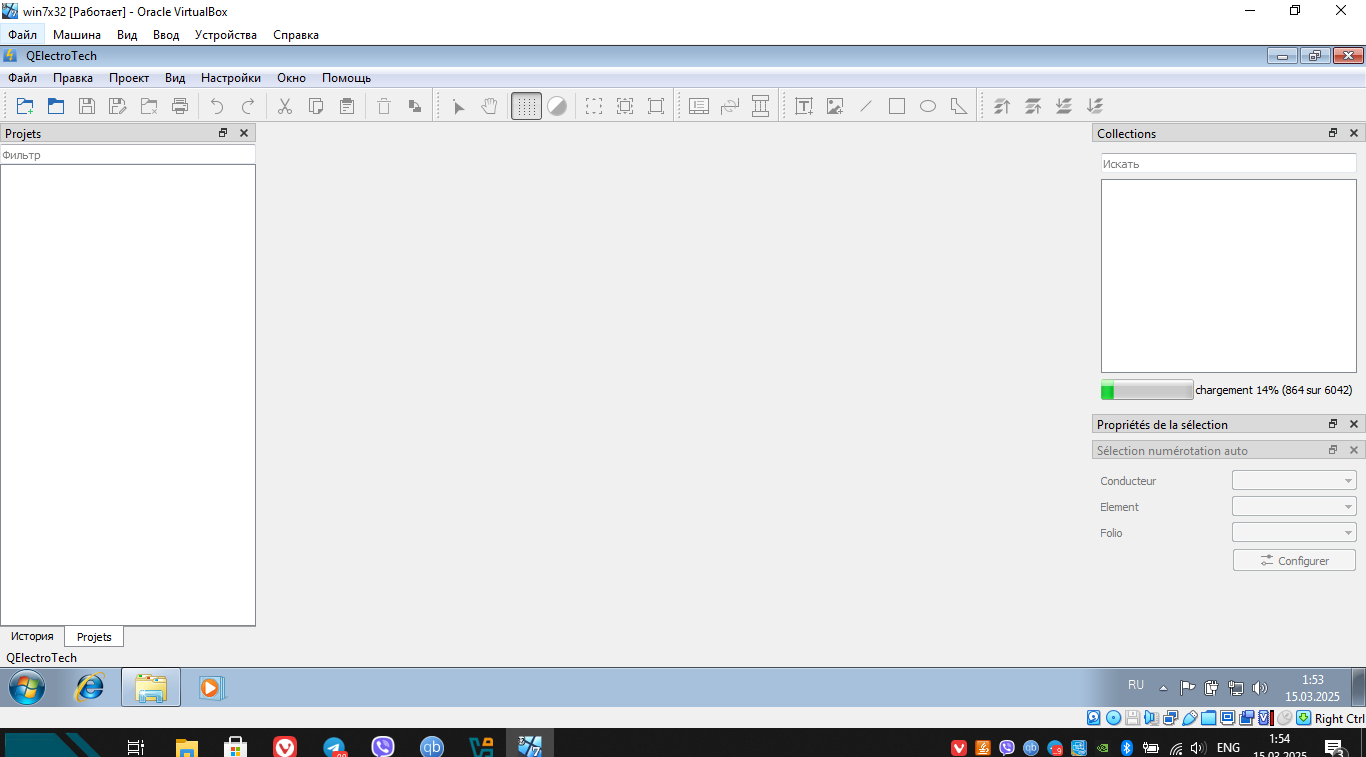 win7x32 [Работает] - Oracle VirtualBox
Файл Машина Вид Ввод Устройства Справка
QElectroTech
Файл Правка Проект Вид Настройки Окно Помощь
Projets
Фильтр
История Projets
QElectroTech
Collections
Искать
chargement 14% (864 sur 6042)
Propriétés de la sélection
Sélection numérotation auto
Conducteur
Element
Folio
Configurer
RU 1:53
15.03.2025
Right Ctrl
ENG 1:54
15.03.2025